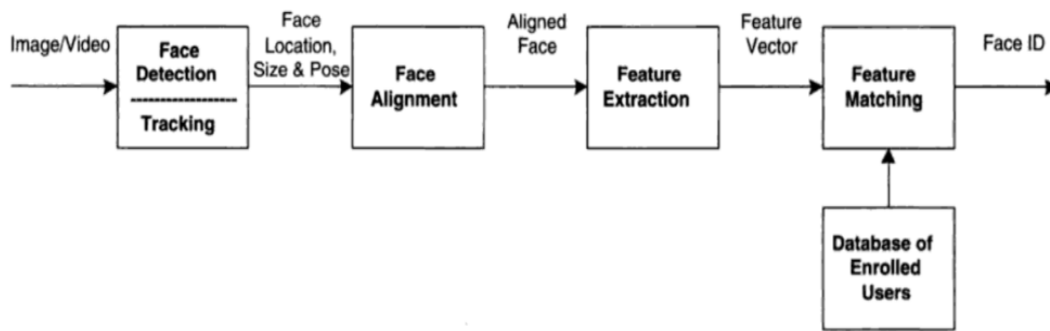 Image/Video
Face
Detection
Tracking
Face
Location,
Size & Pose
Face
Alignment
Aligned
Face
Feature
Extraction
Feature
Vector
Feature
Matching
Face ID
Database of
Enrolled
Users